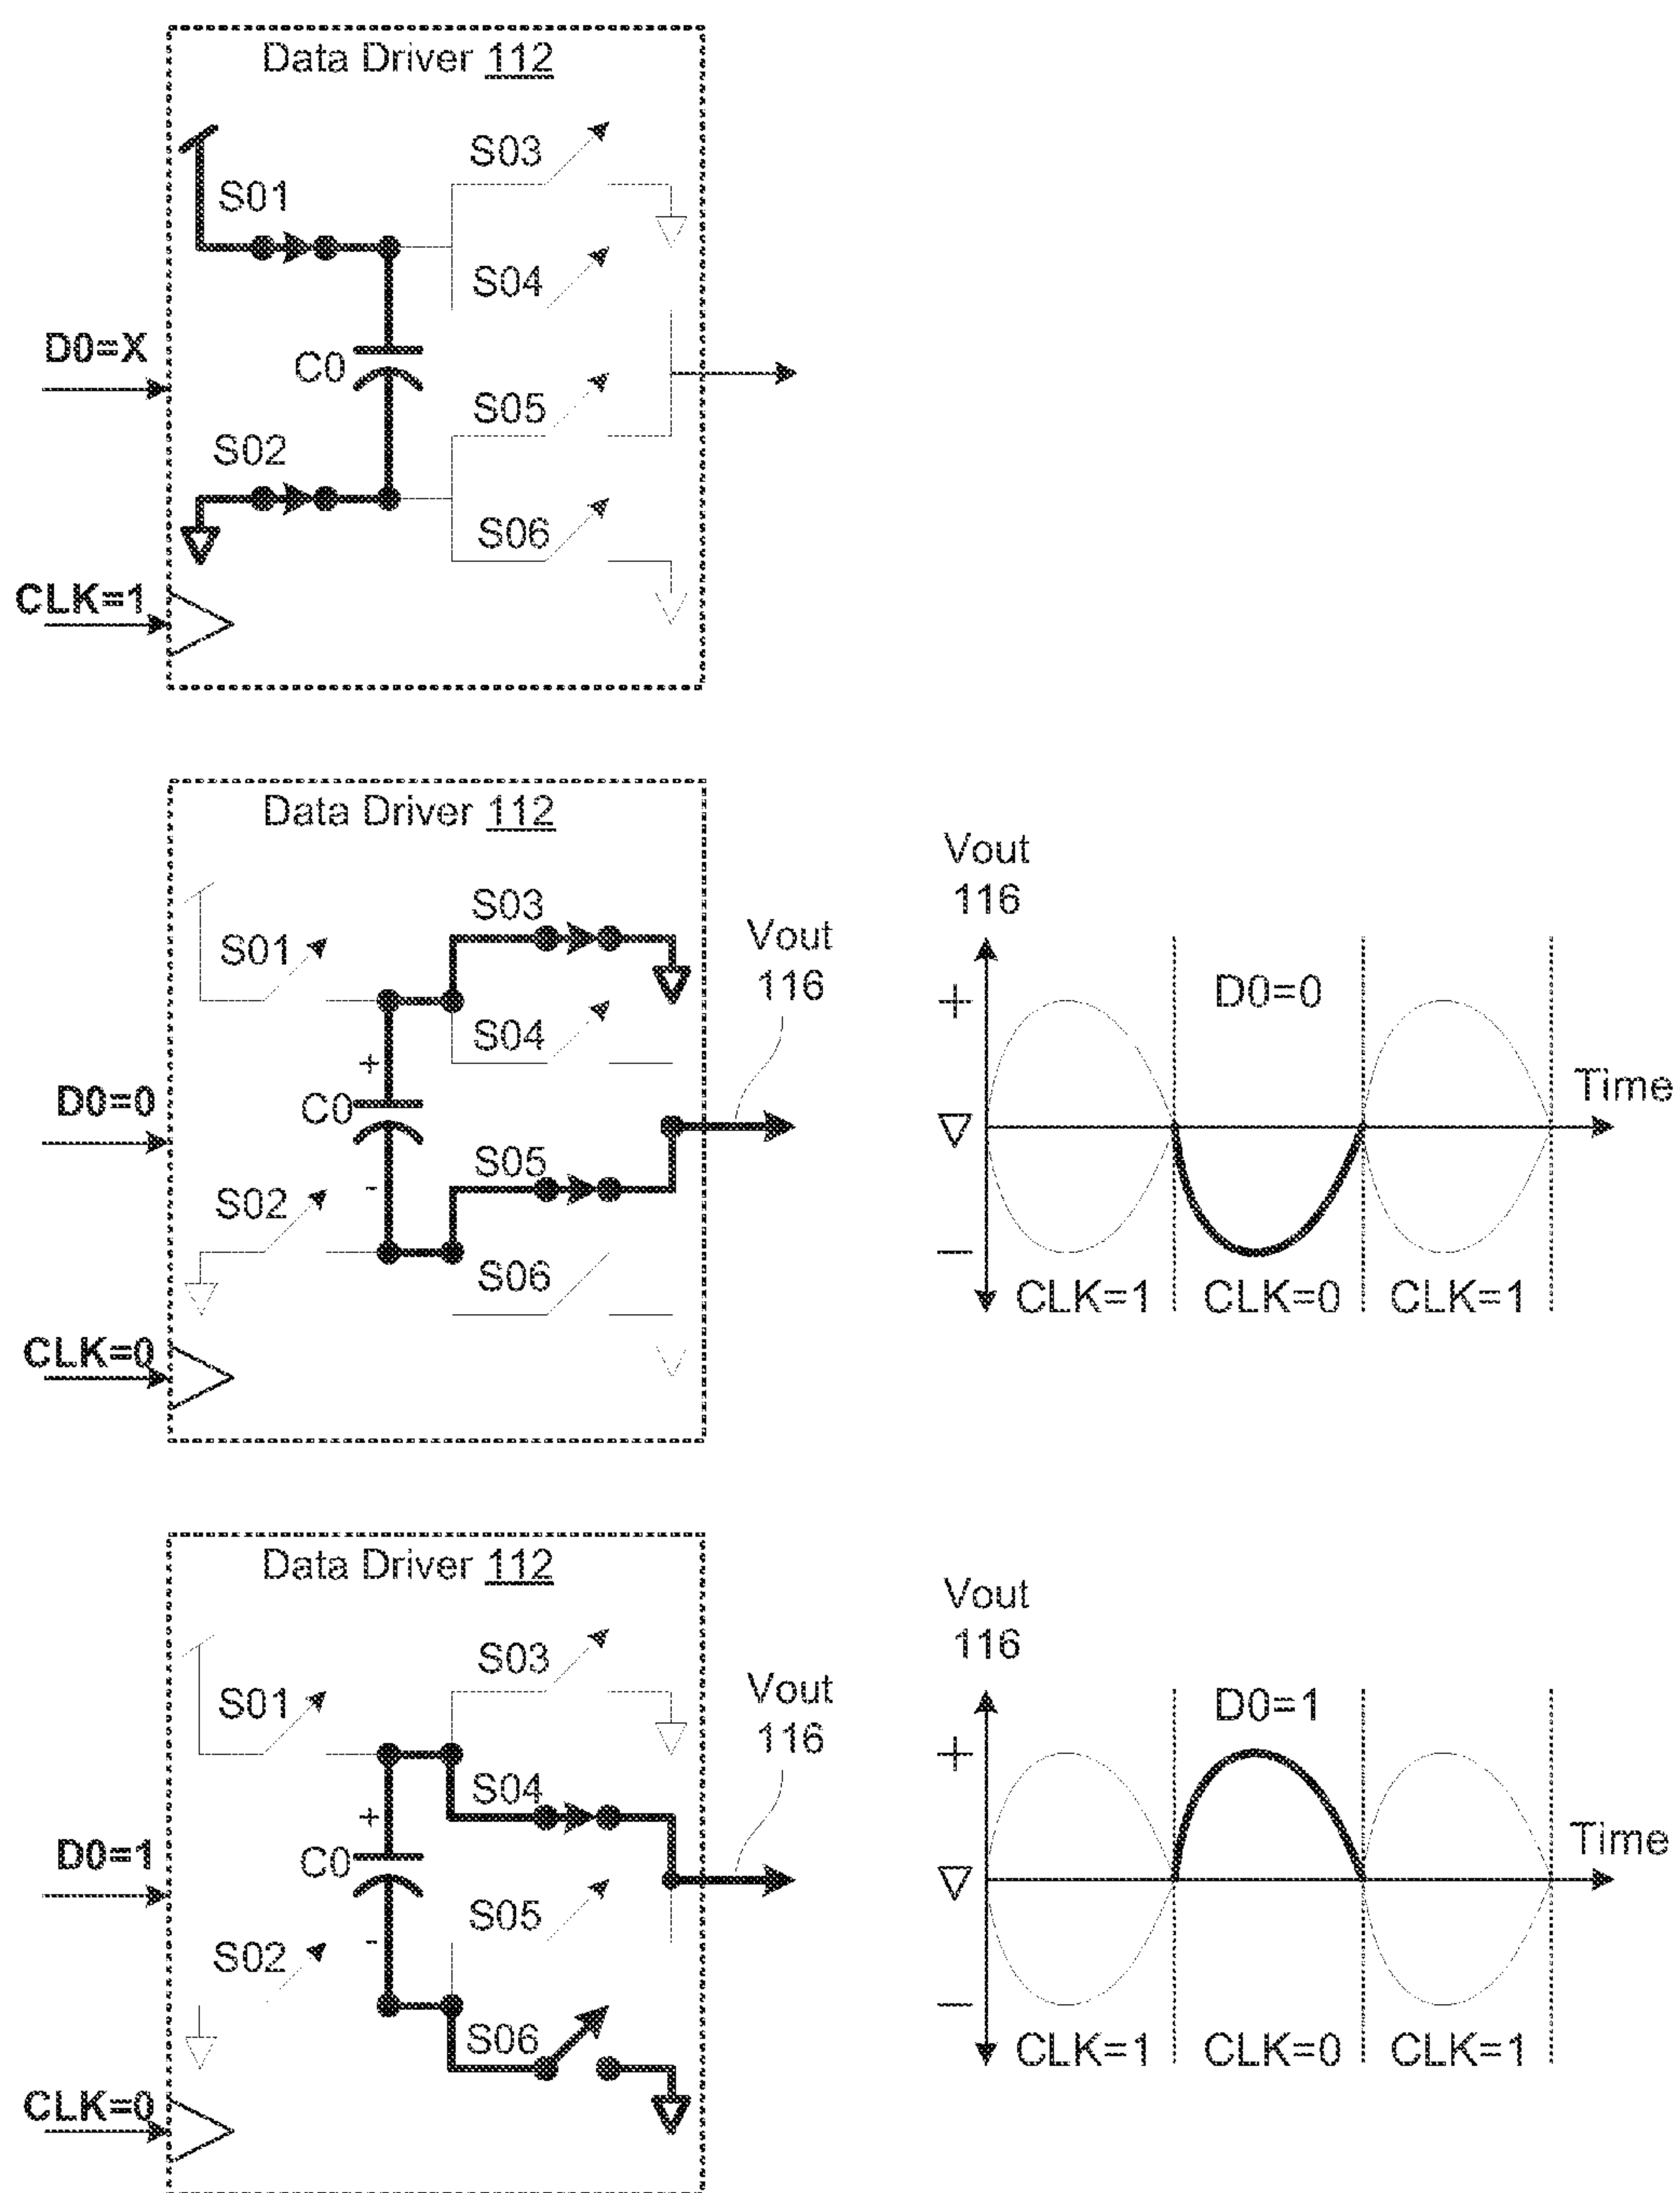 Data Driver 112
S03
S01
S04
D0=X
C0
S05
S02
S06
CLK=1
Data Driver 112
S03
S01
Vout
116
S04
+
D0=0
C0
S05
-
S02
S06
CLK=0
Vout
116
+
D0=0
Time
−
CLK=1
CLK=0
CLK=1
Data Driver 112
S03
S01
Vout
116
S04
+
D0=1
C0
S05
-
S02
S06
CLK=0
Vout
116
+
D0=1
Time
−
CLK=1
CLK=0
CLK=1